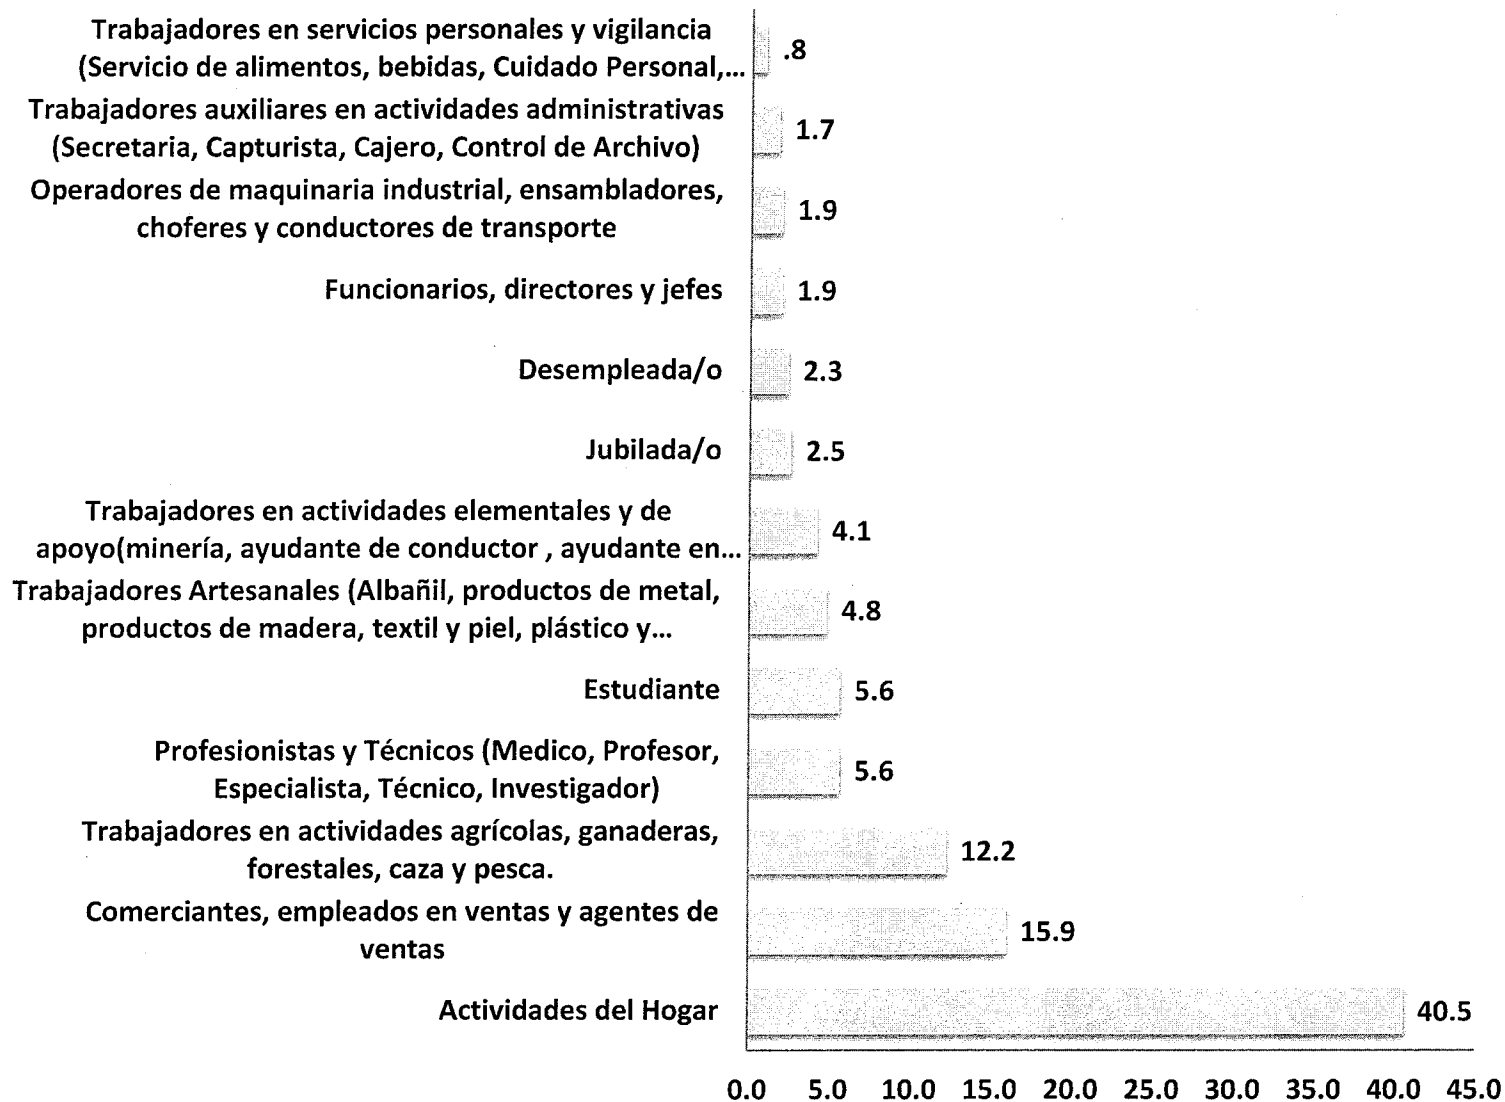 Trabajadores en servicios personales y vigilancia
(Servicio de alimentos, bebidas, Cuidado Personal,...
.8
Trabajadores auxiliares en actividades administrativas
(Secretaria, Capturista, Cajero, Control de Archivo)
1.7
Operadores de maquinaria industrial, ensambladores,
choferes y conductores de transporte
1.9
Funcionarios, directores y jefes
1.9
Desempleada/o
2.3
Jubilada/o
2.5
Trabajadores en actividades elementales y de
apoyo(minería, ayudante de conductor , ayudante en...
4.1
Trabajadores Artesanales (Albañil, productos de metal,
productos de madera, textil y piel, plástico y...
4.8
Estudiante
5.6
Profesionistas y Técnicos (Medico, Profesor,
Especialista, Técnico, Investigador)
5.6
Trabajadores en actividades agrícolas, ganaderas,
forestales, caza y pesca.
12.2
Comerciantes, empleados en ventas y agentes de
ventas
15.9
Actividades del Hogar
40.5
0.0 5.0 10.0 15.0 20.0 25.0 30.0 35.0 40.0 45.0